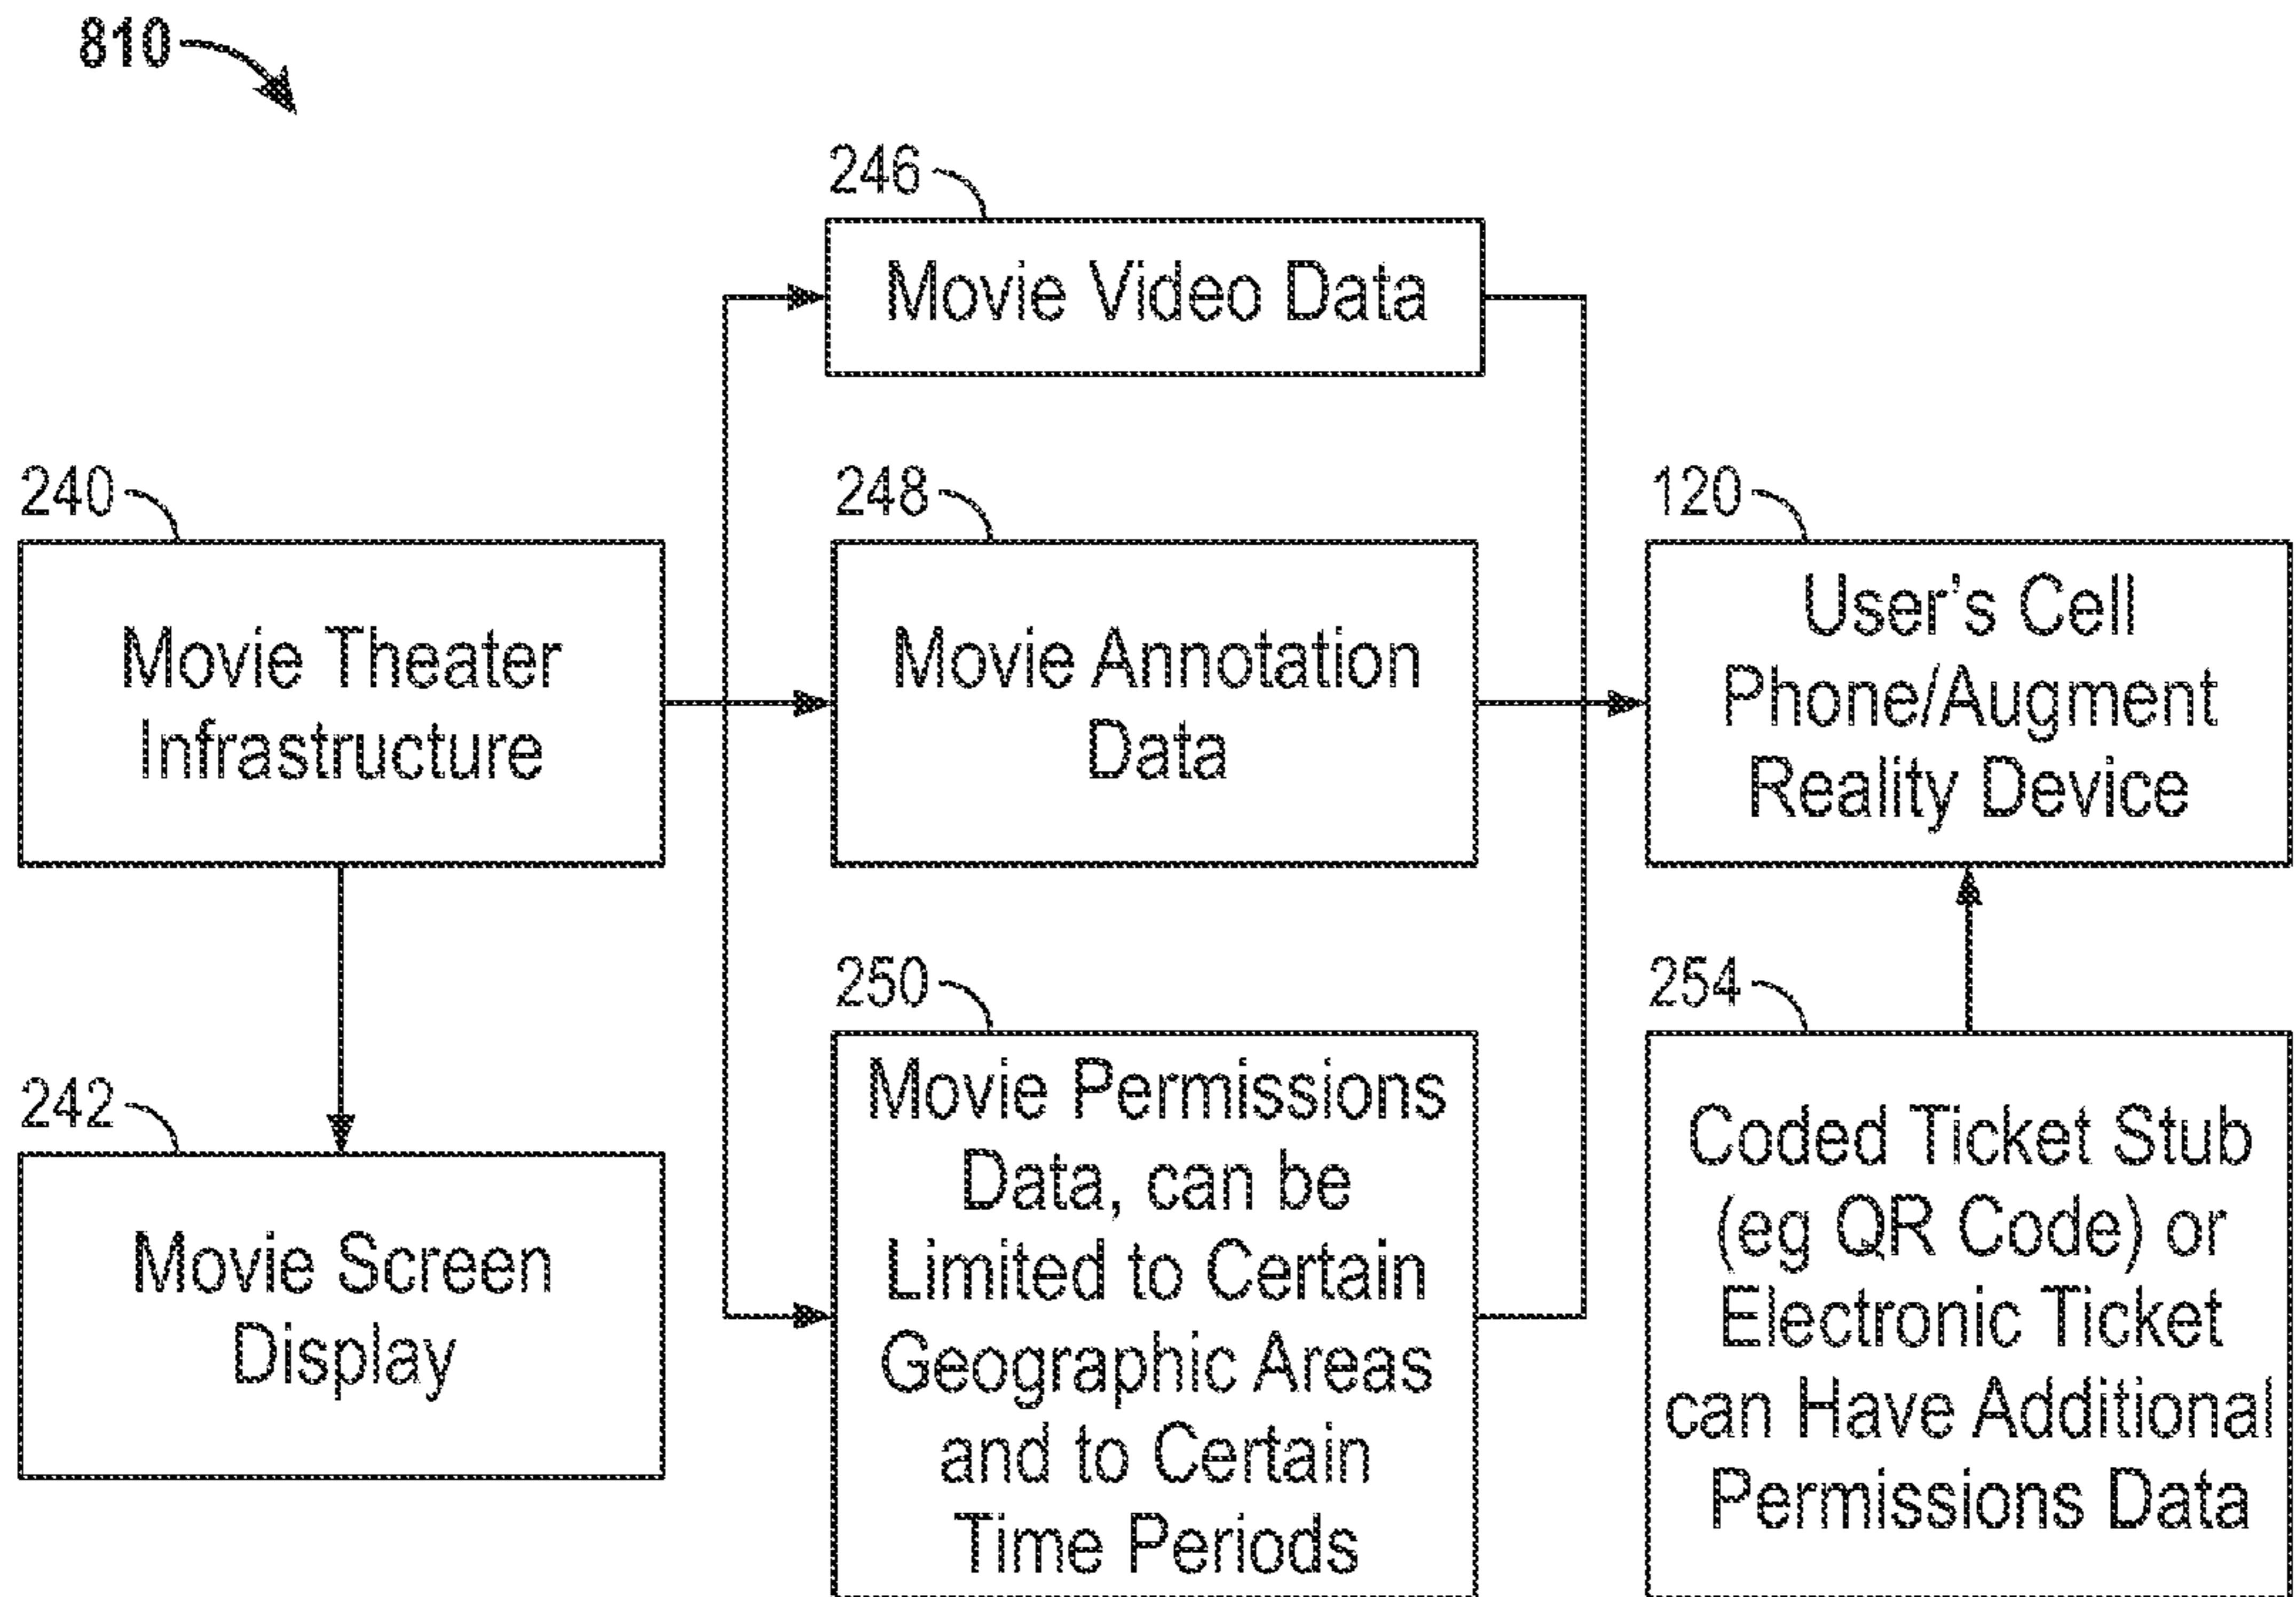 810
246
Movie Video Data
240
248
120
Movie Theater
Infrastructure
Movie Annotation
Data
User's Cell
Phone/Augment
Reality Device
242
250
254
Movie Screen
Display
Movie Permissions
Data, can be
Limited to Certain
Geographic Areas
and to Certain
Time Periods
Coded Ticket Stub
(eg QR Code) or
Electronic Ticket
can Have Additional
Permissions Data